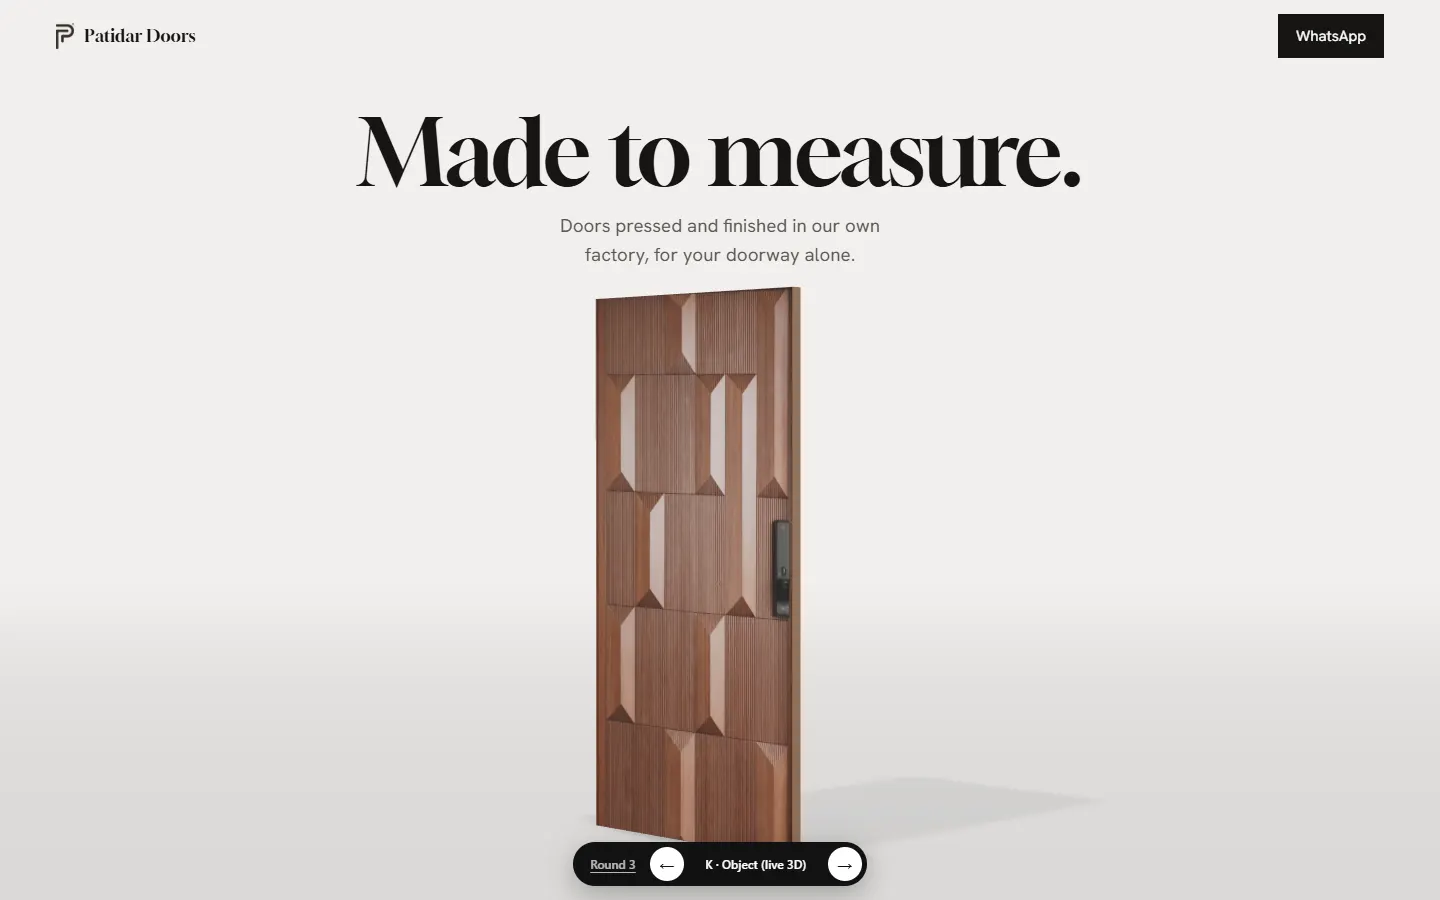 Patidar Doors
WhatsApp
Made to measure.
Doors pressed and finished in our own
factory, for your doorway alone.
Round 3
←
K · Object (live 3D)
→